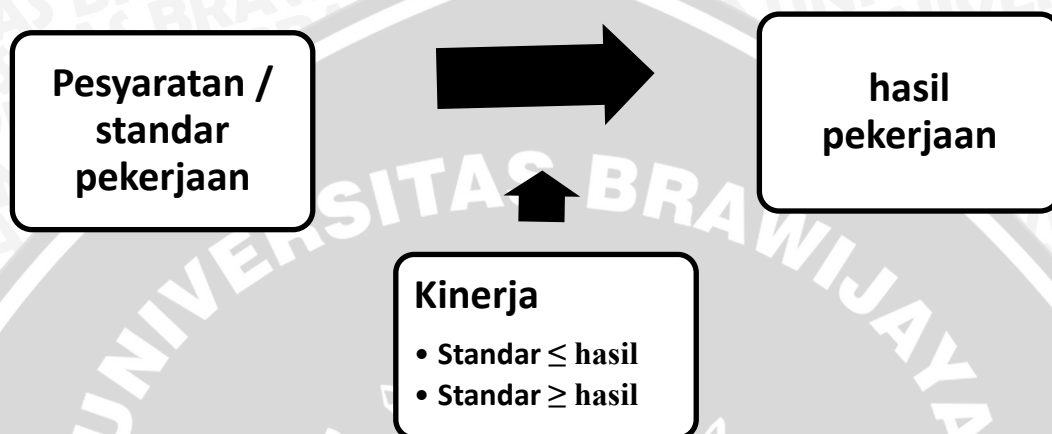 Pesyaratan /
standar
pekerjaan
hasil
pekerjaan
Kinerja
• Standar ≤ hasil
• Standar ≥ hasil
UNIVERSITAS BRAWIJAYA